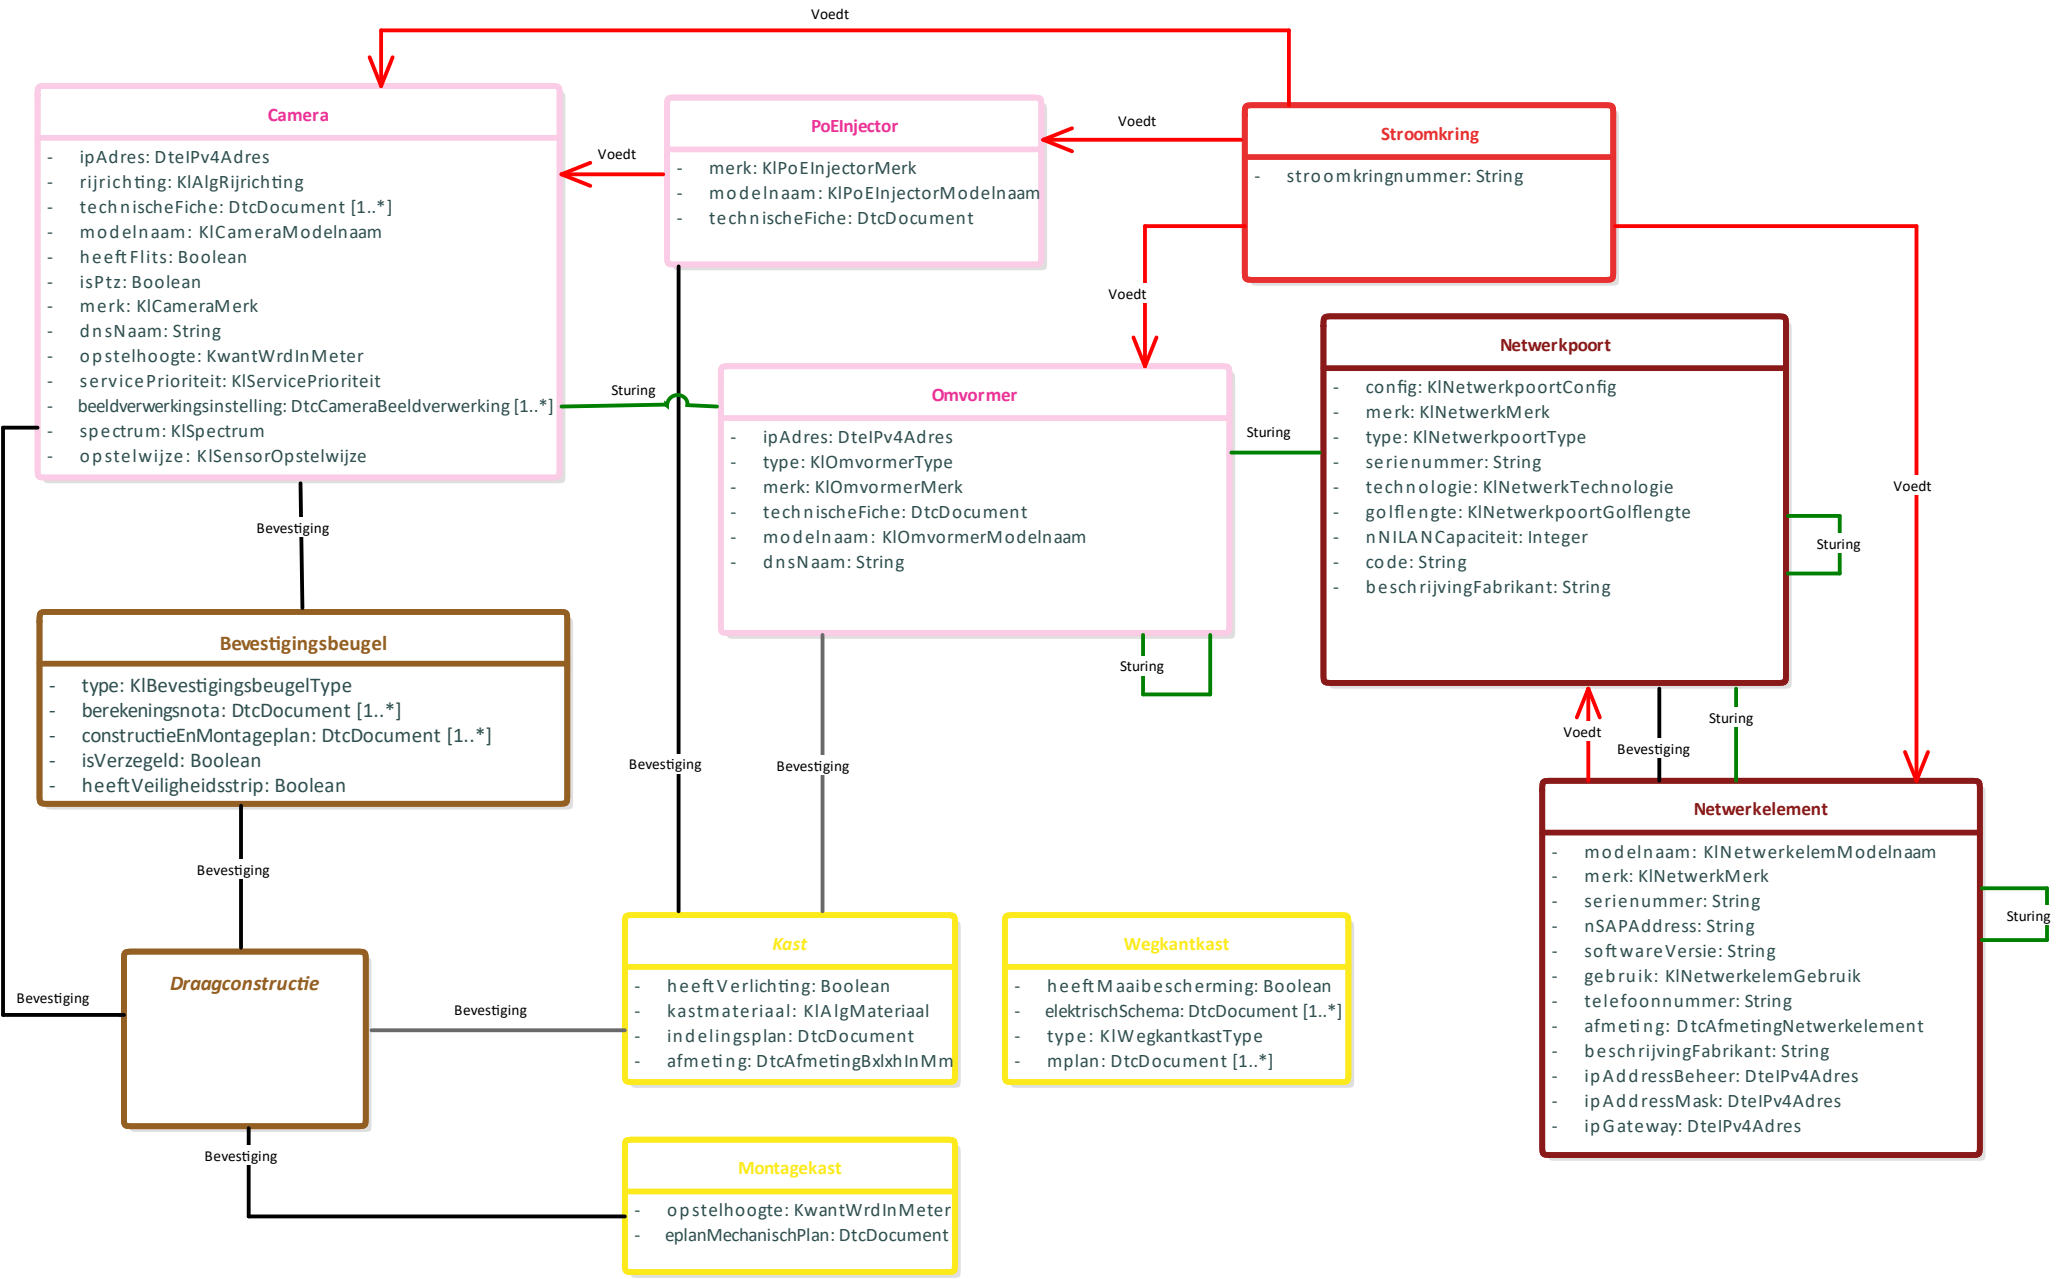 Voedt
Camera
- ipAdres: DteIPv4Adres
- rijrichting: KlAlgRijrichting
- technischeFiche: DtcDocument [1..*]
- modelnaam: KlCameraModelnaam
- heeftFlits: Boolean
- isPtz: Boolean
- merk: KlCameraMerk
- dnsNaam: String
- opstelhoogte: KwantWrdInMeter
- servicePrioriteit: KlServicePrioriteit
- beeldverwerkingsinstelling: DtcCameraBeeldverwerking [1..*]
- spectrum: KlSpectrum
- opstelwijze: KlSensorOpstelwijze
Voedt
PoEInjector
- merk: KlPoEInjectorMerk
- modelnaam: KlPoEInjectorModelnaam
- technischeFiche: DtcDocument
Voedt
Stroomkring
- stroomkringnummer: String
Voedt
Voedt
Sturing
Omvormer
- ipAdres: DteIPv4Adres
- type: KlOmvormerType
- merk: KlOmvormerMerk
- technischeFiche: DtcDocument
- modelnaam: KlOmvormerModelnaam
- dnsNaam: String
Sturing
Sturing
Netwerkpoort
- config: KlNetwerkpoortConfig
- merk: KlNetwerkMerk
- type: KlNetwerkpoortType
- serienummer: String
- technologie: KlNetwerkTechnologie
- golflengte: KlNetwerkpoortGolflengte
- nNILANCapaciteit: Integer
- code: String
- beschrijvingFabrikant: String
Sturing
Bevestiging
Bevestigingsbeugel
- type: KlBevestigingsbeugelType
- berekeningsnota: DtcDocument [1..*]
- constructieEnMontageplan: DtcDocument [1..*]
- isVerzegeld: Boolean
- heeftVeiligheidsstrip: Boolean
Bevestiging
Bevestiging
Voedt
Bevestiging
Sturing
Netwerkelement
- modelnaam: KlNetwerkelemModelnaam
- merk: KlNetwerkMerk
- serienummer: String
- nSAPAddress: String
- softwareVersie: String
- gebruik: KlNetwerkelemGebruik
- telefoonnummer: String
- afmeting: DtcAfmetingNetwerkelement
- beschrijvingFabrikant: String
- ipAddressBeheer: DteIPv4Adres
- ipAddressMask: DteIPv4Adres
- ipGateway: DteIPv4Adres
Sturing
Bevestiging
Draagconstructie
Bevestiging
Bevestiging
Kast
- heeftVerlichting: Boolean
- kastmateriaal: KlAlgMateriaal
- indelingsplan: DtcDocument
- afmeting: DtcAfmetingBxlxhInMm
Wegkantkast
- heeftMaaibescherming: Boolean
- elektrischSchema: DtcDocument [1..*]
- type: KlWegkantkastType
- mplan: DtcDocument [1..*]
Bevestiging
Montagekast
- opstelhoogte: KwantWrdInMeter
- eplanMechanischPlan: DtcDocument